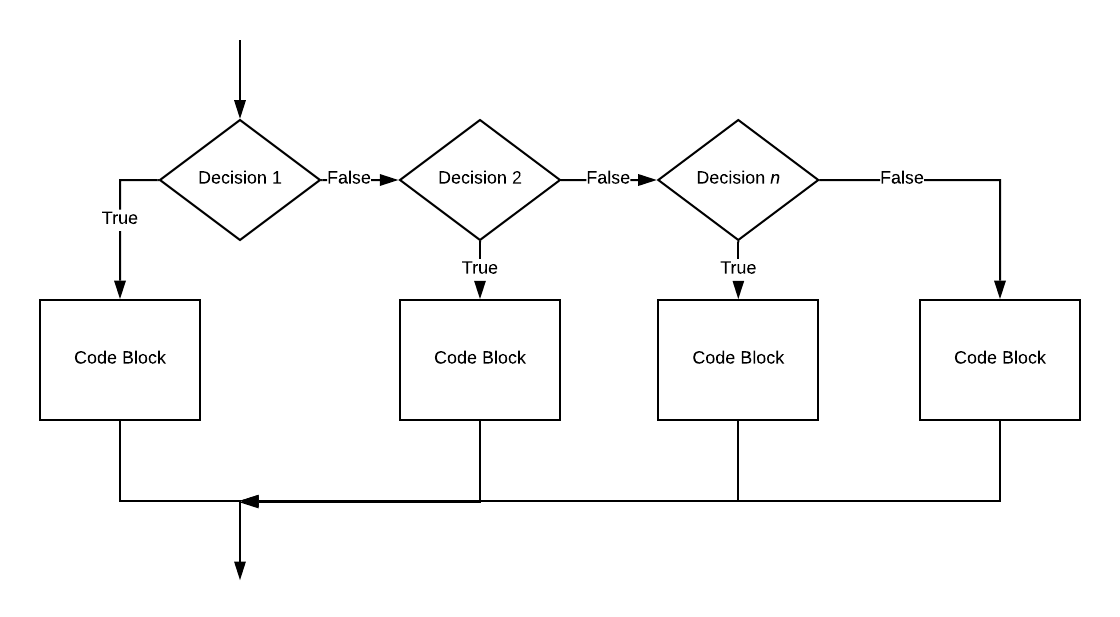 Decision 1
False
Decision 2
False
Decision n
False
True
True
True
Code Block
Code Block
Code Block
Code Block